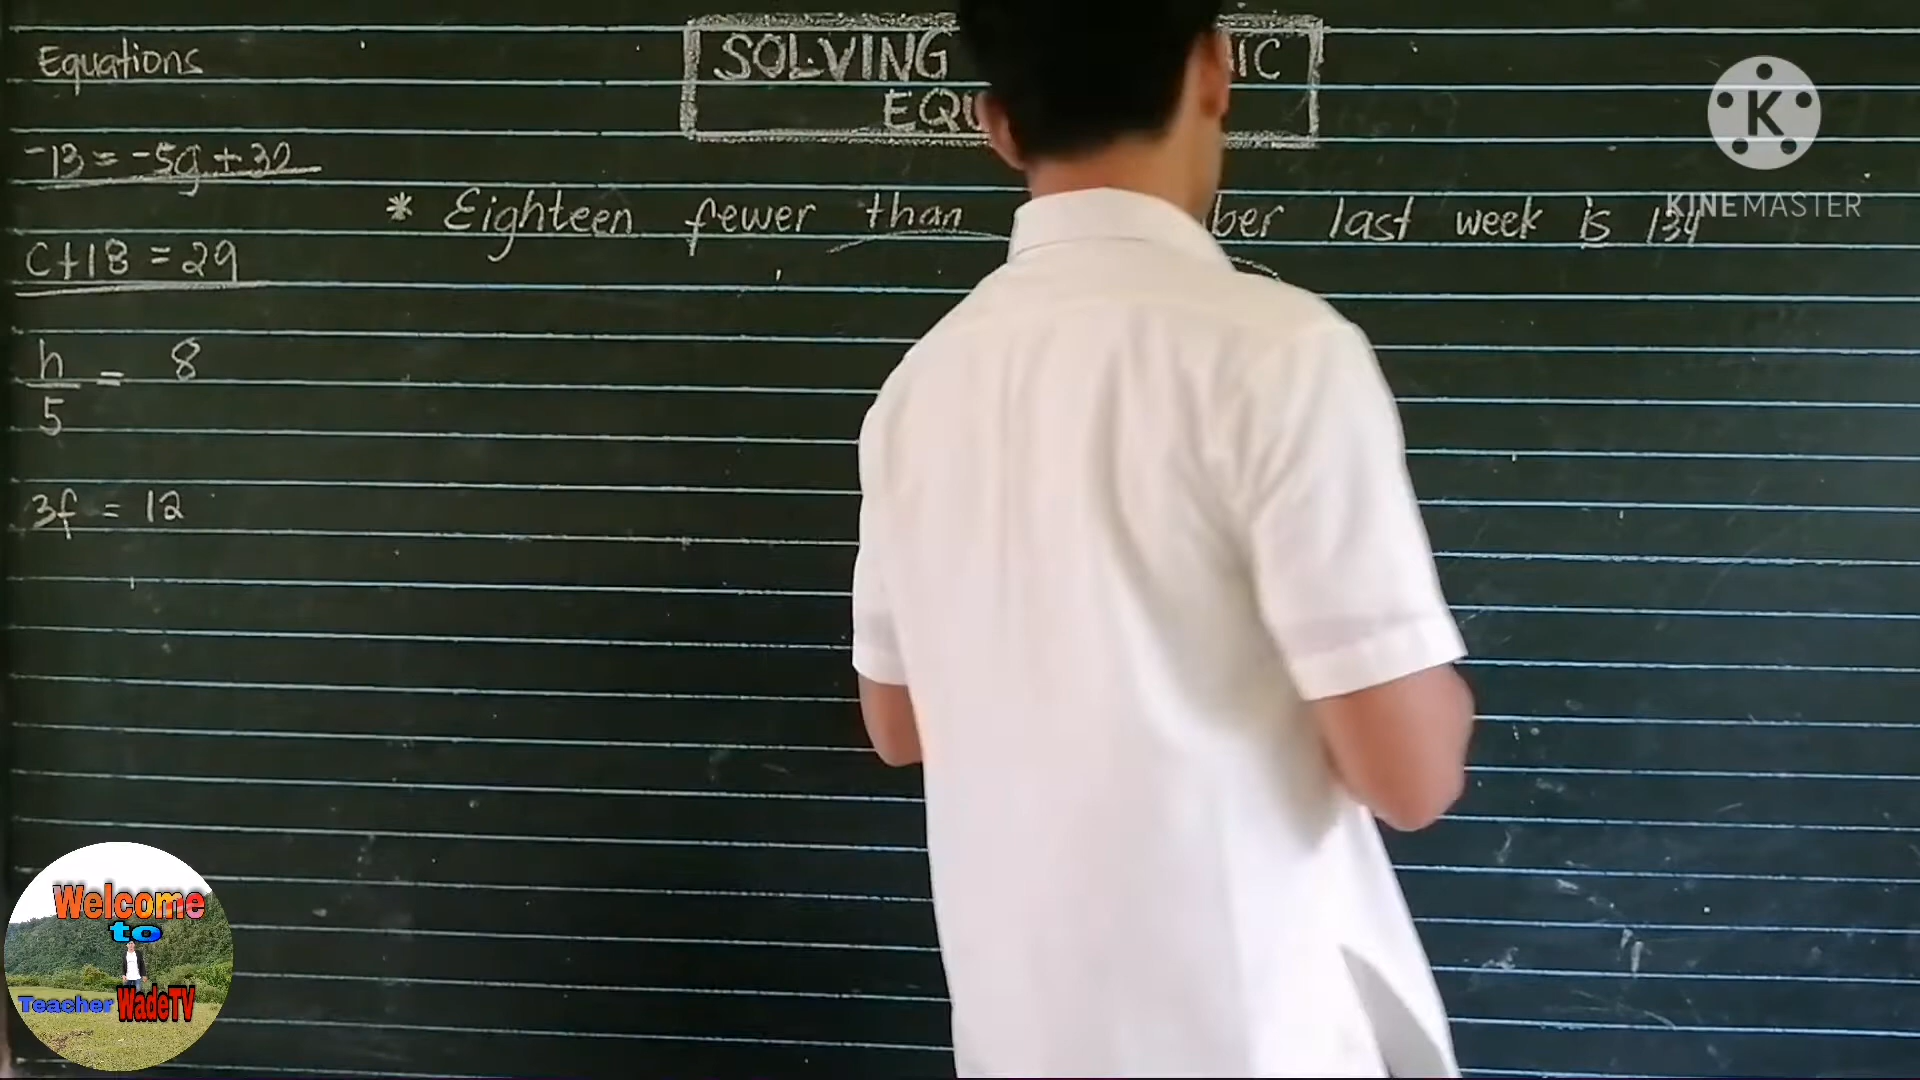 Equations
SOLVING IC
EQU
-13 = -5g + 32
* Eighteen fewer than ber last week is 134
c + 18 = 29
h/5 = 8
3f = 12
K
KINEMASTER
Welcome
to
Teacher WadeTV